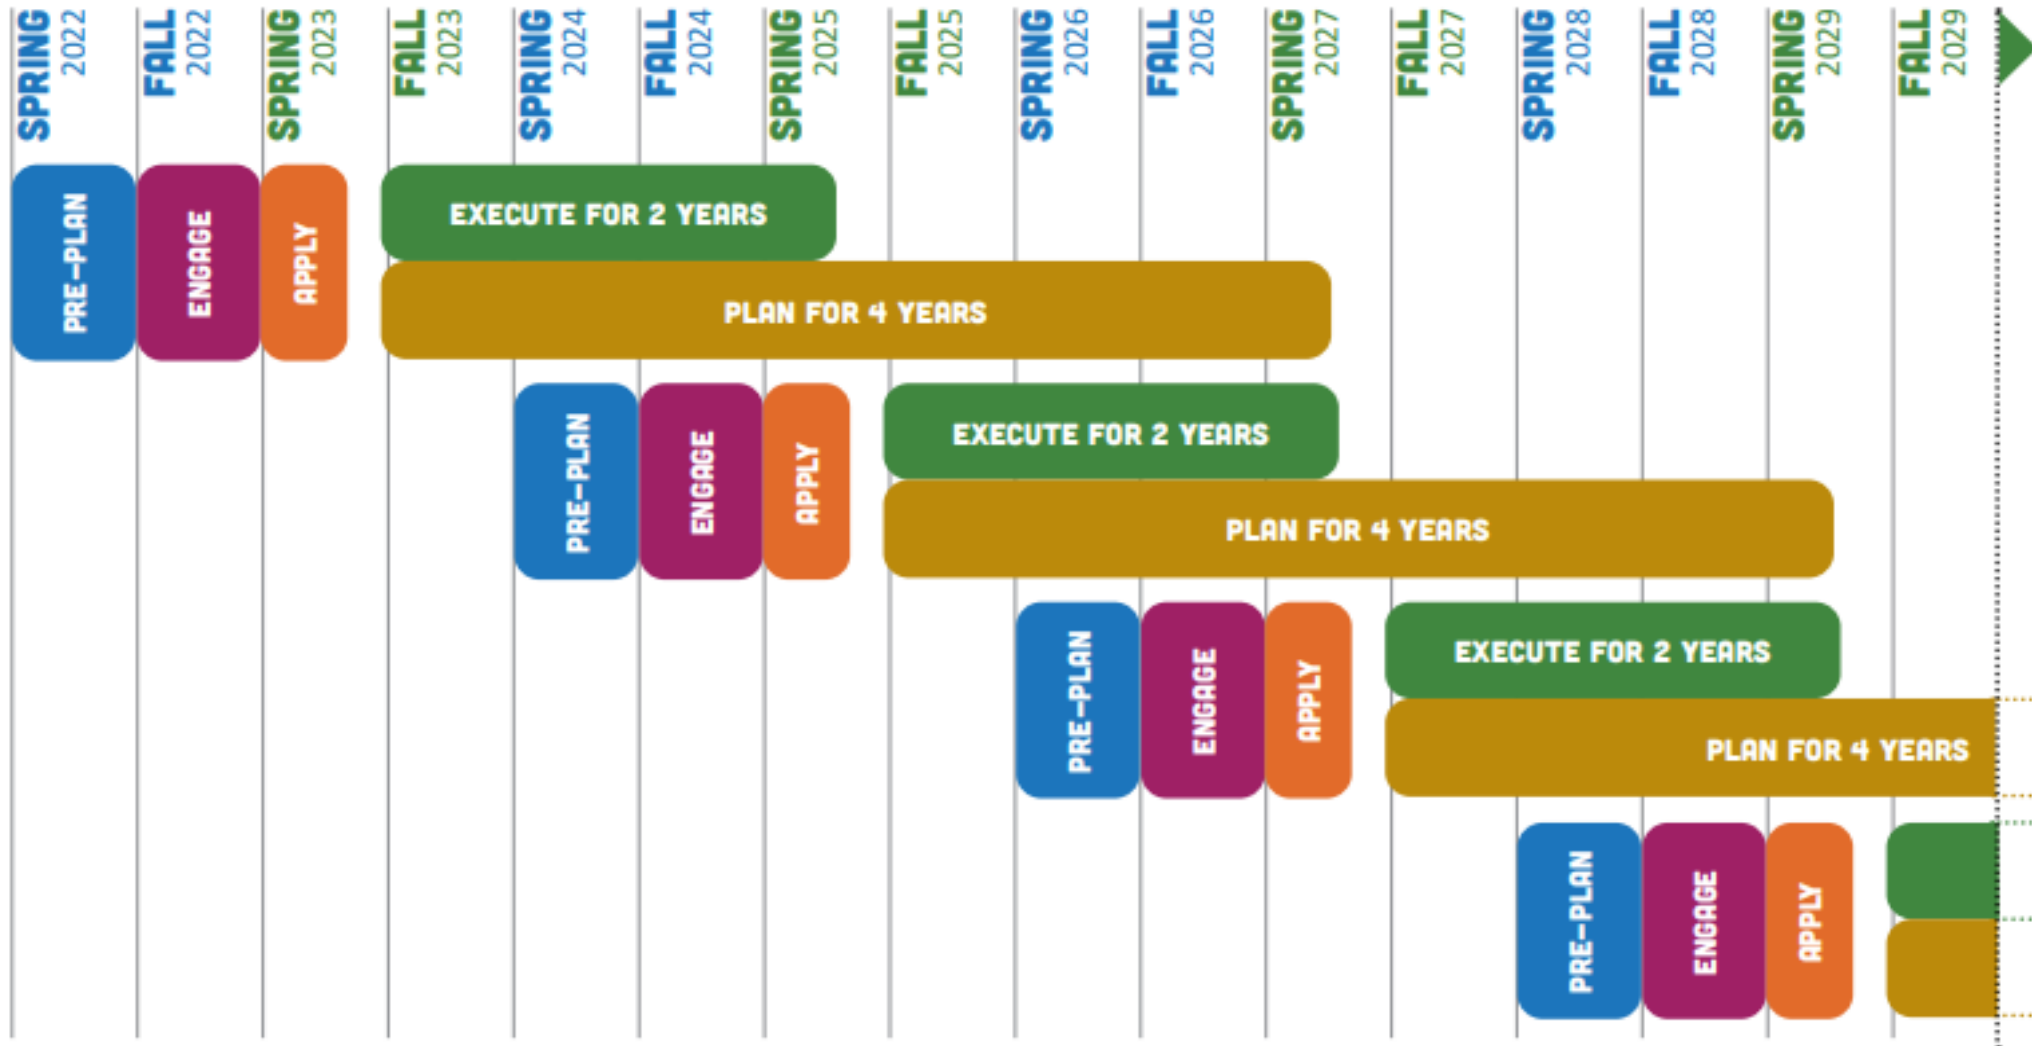 SPRING
2022
FALL
2022
SPRING
2023
FALL
2023
SPRING
2024
FALL
2024
SPRING
2025
FALL
2025
SPRING
2026
FALL
2026
SPRING
2027
FALL
2027
SPRING
2028
FALL
2028
SPRING
2029
FALL
2029
PRE-PLAN
ENGAGE
APPLY
EXECUTE FOR 2 YEARS
PLAN FOR 4 YEARS
PRE-PLAN
ENGAGE
APPLY
EXECUTE FOR 2 YEARS
PLAN FOR 4 YEARS
PRE-PLAN
ENGAGE
APPLY
EXECUTE FOR 2 YEARS
PLAN FOR 4 YEARS
PRE-PLAN
ENGAGE
APPLY